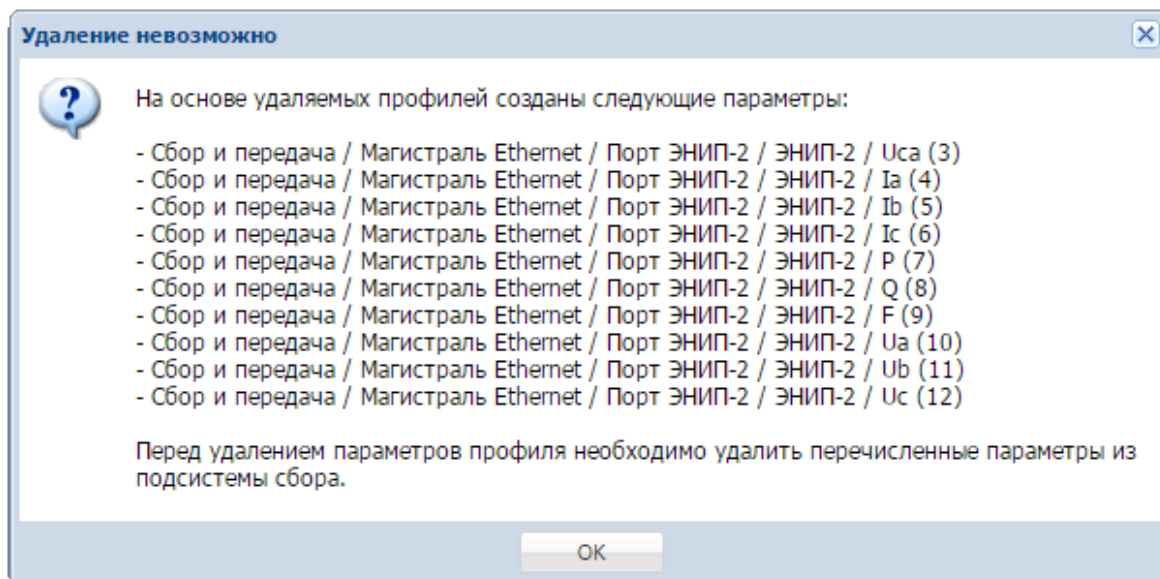 Удаление невозможно
На основе удаляемых профилей созданы следующие параметры:
- Сбор и передача / Магистраль Ethernet / Порт ЭНИП-2 / ЭНИП-2 / Uca (3)
- Сбор и передача / Магистраль Ethernet / Порт ЭНИП-2 / ЭНИП-2 / Ia (4)
- Сбор и передача / Магистраль Ethernet / Порт ЭНИП-2 / ЭНИП-2 / Ib (5)
- Сбор и передача / Магистраль Ethernet / Порт ЭНИП-2 / ЭНИП-2 / Ic (6)
- Сбор и передача / Магистраль Ethernet / Порт ЭНИП-2 / ЭНИП-2 / P (7)
- Сбор и передача / Магистраль Ethernet / Порт ЭНИП-2 / ЭНИП-2 / Q (8)
- Сбор и передача / Магистраль Ethernet / Порт ЭНИП-2 / ЭНИП-2 / F (9)
- Сбор и передача / Магистраль Ethernet / Порт ЭНИП-2 / ЭНИП-2 / Ua (10)
- Сбор и передача / Магистраль Ethernet / Порт ЭНИП-2 / ЭНИП-2 / Ub (11)
- Сбор и передача / Магистраль Ethernet / Порт ЭНИП-2 / ЭНИП-2 / Uc (12)
Перед удалением параметров профиля необходимо удалить перечисленные параметры из
подсистемы сбора.
OK